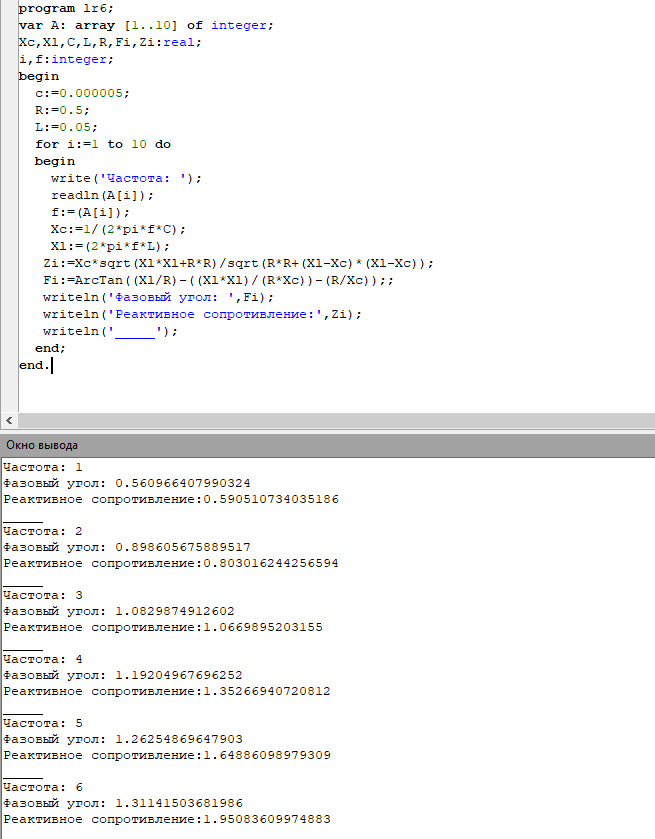 program lr6;
var A: array [1..10] of integer;
Xc,Xl,C,L,R,Fi,Zi:real;
i,f:integer;
begin
c:=0.000005;
R:=0.5;
L:=0.05;
for i:=1 to 10 do
begin
write('Частота: ');
readln(A[i]);
f:=(A[i]);
Xc:=1/(2*pi*f*C);
Xl:=(2*pi*f*L);
Zi:=Xc*sqrt(Xl*Xl+R*R)/sqrt(R*R+(Xl-Xc)*(Xl-Xc));
Fi:=ArcTan((Xl/R)-((Xl*Xl)/(R*Xc))-(R/Xc));;
writeln('Фазовый угол: ',Fi);
writeln('Реактивное сопротивление:',Zi);
writeln('_____');
end;
end.
Окно вывода
Частота: 1
Фазовый угол: 0.560966407990324
Реактивное сопротивление:0.590510734035186
_____
Частота: 2
Фазовый угол: 0.898605675889517
Реактивное сопротивление:0.803016244256594
_____
Частота: 3
Фазовый угол: 1.0829874912602
Реактивное сопротивление:1.0669895203155
_____
Частота: 4
Фазовый угол: 1.19204967696252
Реактивное сопротивление:1.35266940720812
_____
Частота: 5
Фазовый угол: 1.26254869647903
Реактивное сопротивление:1.64886098979309
_____
Частота: 6
Фазовый угол: 1.31141503681986
Реактивное сопротивление:1.95083609974883